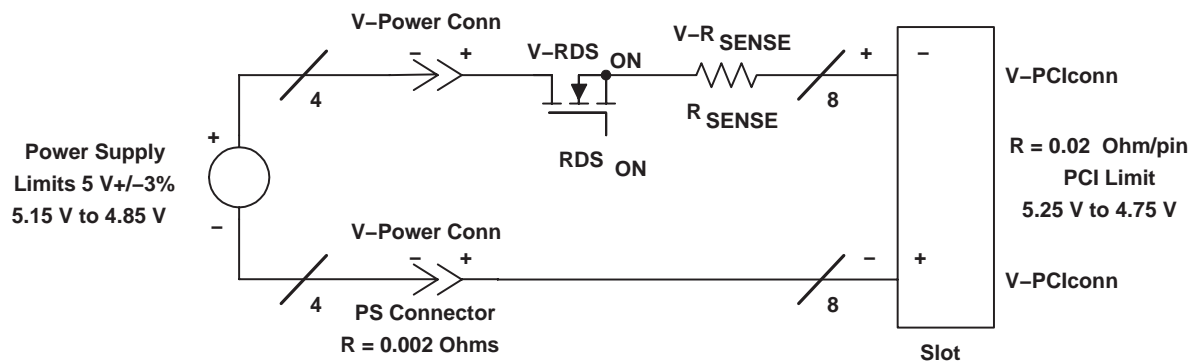 V−Power Conn
− +
V−RDS ON
V−R SENSE
+ −
4
8
R SENSE
RDS ON
V−PCIconn
+
Power Supply
Limits 5 V+/−3%
5.15 V to 4.85 V
−
R = 0.02 Ohm/pin
PCI Limit
5.25 V to 4.75 V
V−Power Conn
− +
− +
4
8
V−PCIconn
PS Connector
R = 0.002 Ohms
Slot